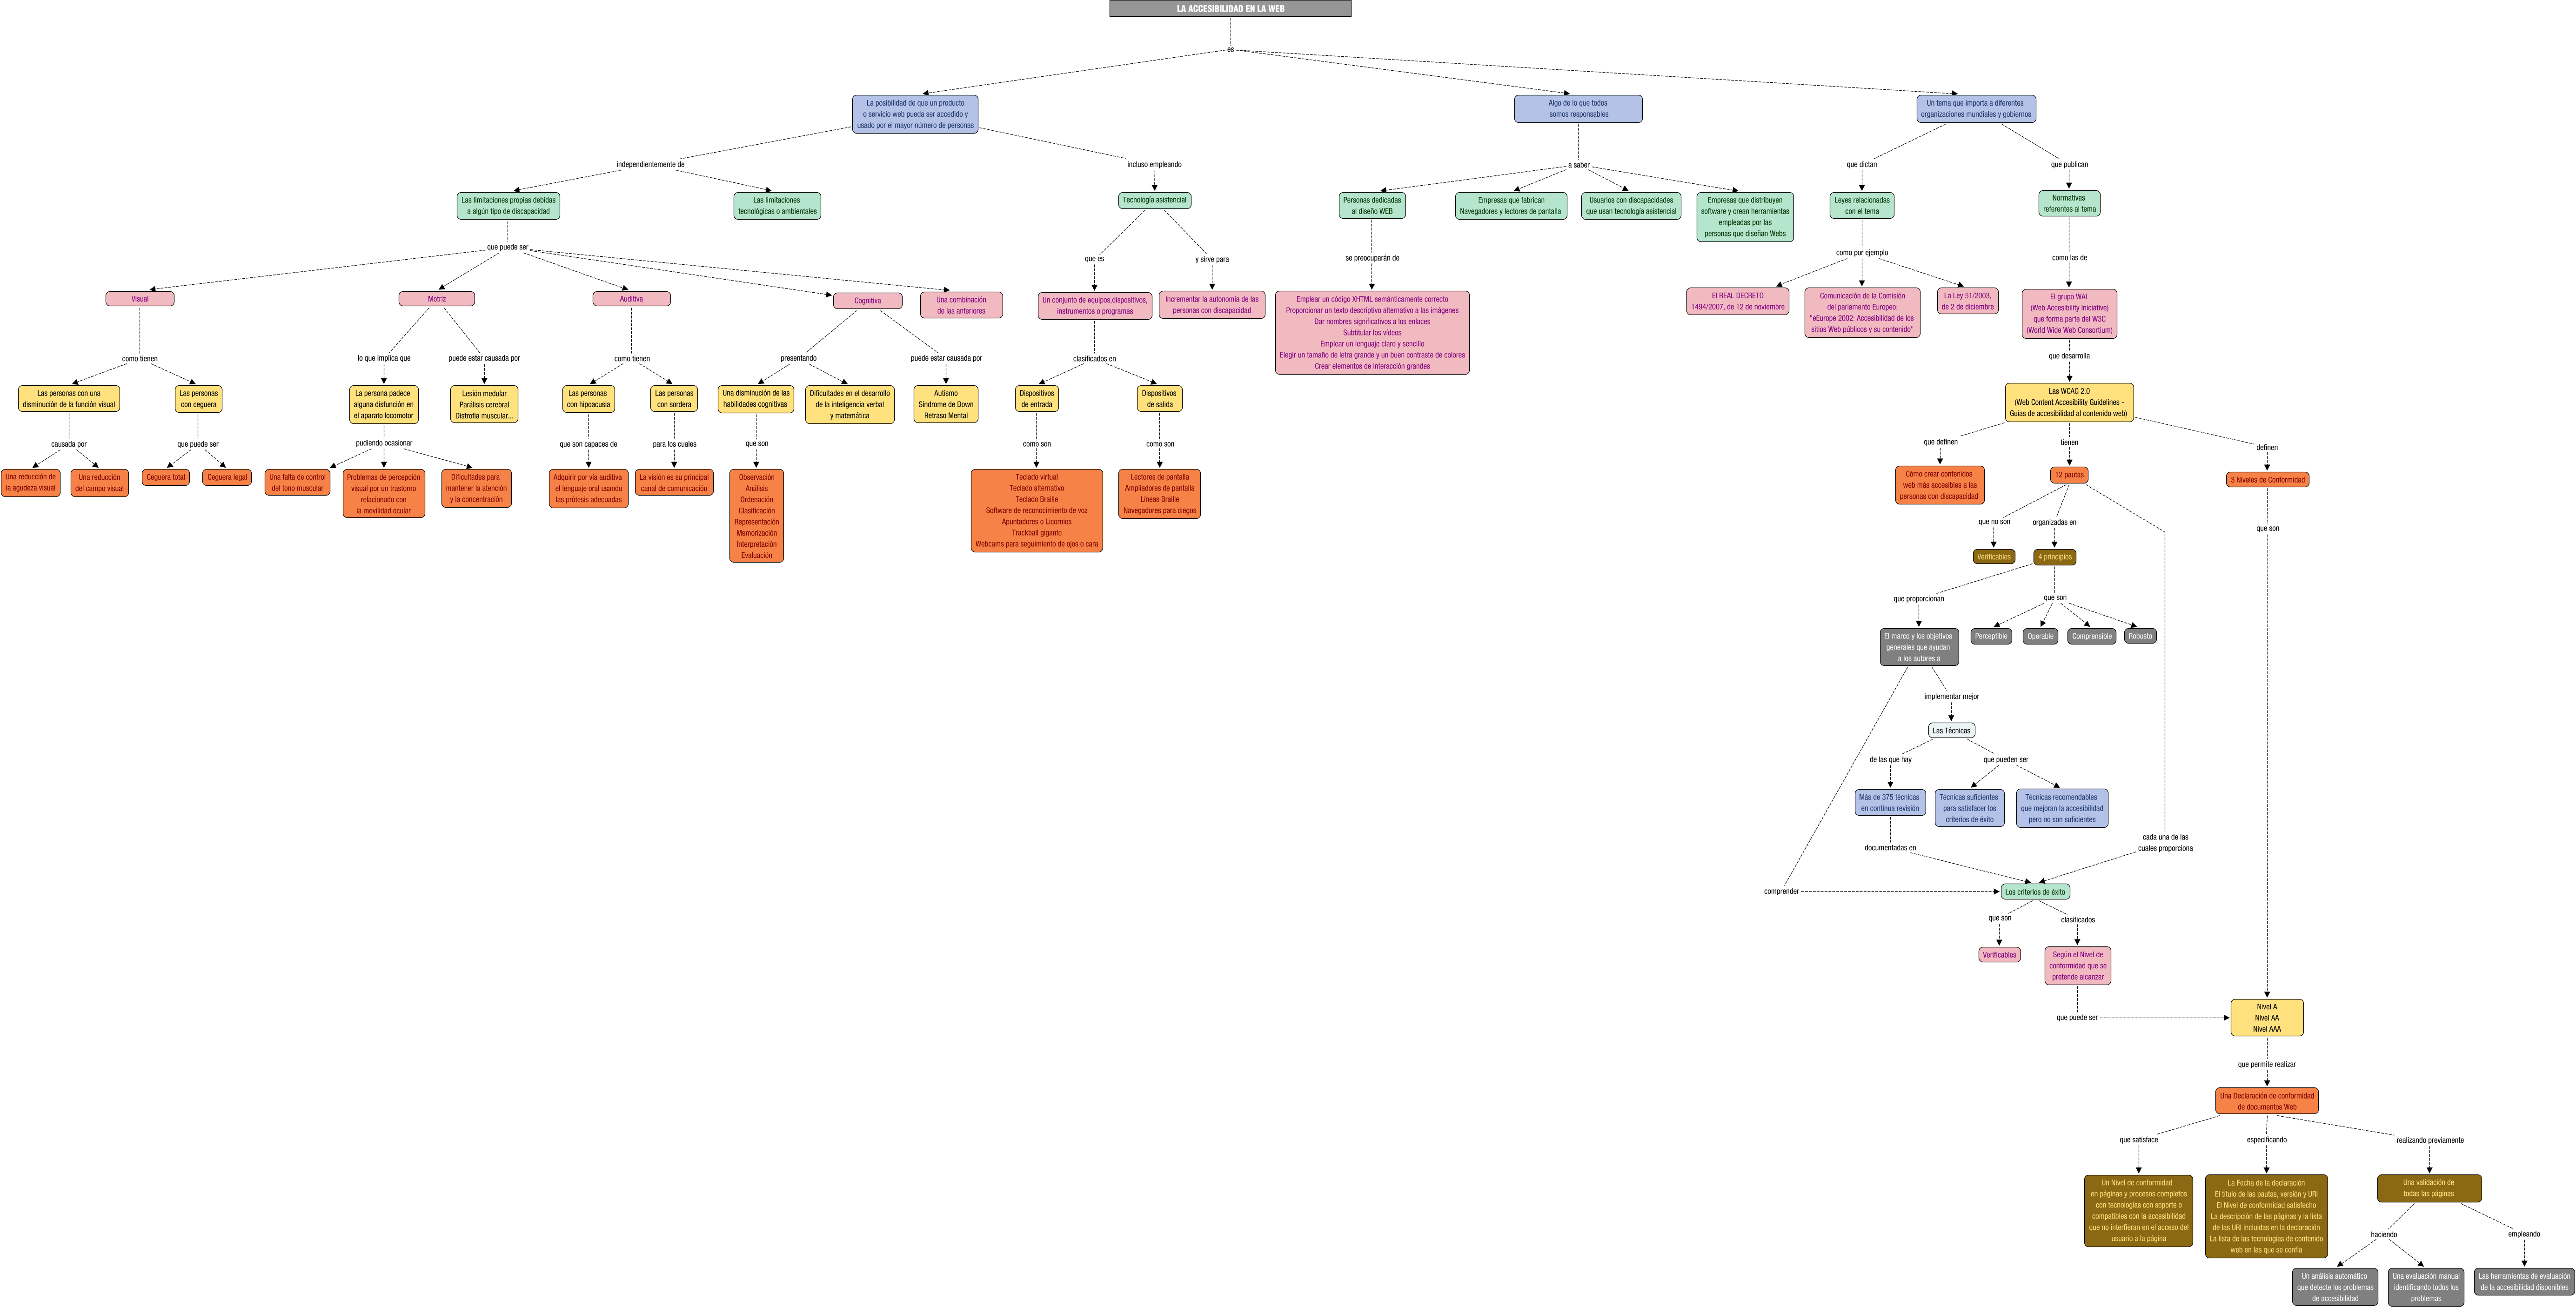 LA ACCESIBILIDAD EN LA WEB
es
La posibilidad de que un producto
o servicio web pueda ser accedido y
usado por el mayor número de personas
Algo de lo que todos
somos responsables
Un tema que importa a diferentes
organizaciones mundiales y gobiernos
independientemente de
incluso empleando
a saber
que dictan
que publican
Las limitaciones propias debidas
a algún tipo de discapacidad
Las limitaciones
tecnológicas o ambientales
Tecnología asistencial
Personas dedicadas
al diseño WEB
Empresas que fabrican
Navegadores y lectores de pantalla
Usuarios con discapacidades
que usan tecnología asistencial
Empresas que distribuyen
software y crean herramientas
empleadas por las
personas que diseñan Webs
Leyes relacionadas
con el tema
Normativas
referentes al tema
que puede ser
que es
y sirve para
se preocuparán de
como por ejemplo
como las de
Visual
Motriz
Auditiva
Cognitiva
Una combinación
de las anteriores
Un conjunto de equipos,dispositivos,
instrumentos o programas
Incrementar la autonomía de las
personas con discapacidad
Emplear un código XHTML semánticamente correcto
Proporcionar un texto descriptivo alternativo a las imágenes
Dar nombres significativos a los enlaces
Subtitular los vídeos
Emplear un lenguaje claro y sencillo
Elegir un tamaño de letra grande y un buen contraste de colores
Crear elementos de interacción grandes
El REAL DECRETO
1494/2007, de 12 de noviembre
Comunicación de la Comisión
del parlamento Europeo:
"eEurope 2002: Accesibilidad de los
sitios Web públicos y su contenido"
La Ley 51/2003,
de 2 de diciembre
El grupo WAI
(Web Accesibility Iniciative)
que forma parte del W3C
(World Wide Web Consortium)
como tienen
lo que implica que
puede estar causada por
como tienen
presentando
puede estar causada por
clasificados en
que desarrolla
Las personas con una
disminución de la función visual
Las personas
con ceguera
La persona padece
alguna disfunción en
el aparato locomotor
Lesión medular
Parálisis cerebral
Distrofia muscular...
Las personas
con hipoacusia
Las personas
con sordera
Una disminución de las
habilidades cognitivas
Dificultades en el desarrollo
de la inteligencia verbal
y matemática
Autismo
Síndrome de Down
Retraso Mental
Dispositivos
de entrada
Dispositivos
de salida
Las WCAG 2.0
(Web Content Accesibility Guidelines -
Guías de accesibilidad al contenido web)
causada por
que puede ser
pudiendo ocasionar
que son capaces de
para los cuales
que son
como son
como son
que definen
tienen
definen
Una reducción de
la agudeza visual
Una reducción
del campo visual
Ceguera total
Ceguera legal
Una falta de control
del tono muscular
Problemas de percepción
visual por un trastorno
relacionado con
la movilidad ocular
Dificultades para
mantener la atención
y la concentración
Adquirir por vía auditiva
el lenguaje oral usando
las prótesis adecuadas
La visión es su principal
canal de comunicación
Observación
Análisis
Ordenación
Clasificación
Representación
Memorización
Interpretación
Evaluación
Teclado virtual
Teclado alternativo
Teclado Braille
Software de reconocimiento de voz
Apuntadores o Licornios
Trackball gigante
Webcams para seguimiento de ojos o cara
Lectores de pantalla
Ampliadores de pantalla
Líneas Braille
Navegadores para ciegos
Cómo crear contenidos
web más accesibles a las
personas con discapacidad
12 pautas
3 Niveles de Conformidad
que no son
organizadas en
que son
Verificables
4 principios
que proporcionan
que son
El marco y los objetivos
generales que ayudan
a los autores a
Perceptible
Operable
Comprensible
Robusto
implementar mejor
Las Técnicas
de las que hay
que pueden ser
Más de 375 técnicas
en continua revisión
Técnicas suficientes
para satisfacer los
criterios de éxito
Técnicas recomendables
que mejoran la accesibilidad
pero no son suficientes
cada una de las
cuales proporciona
documentadas en
comprender
Los criterios de éxito
que son
clasificados
Verificables
Según el Nivel de
conformidad que se
pretende alcanzar
que puede ser
Nivel A
Nivel AA
Nivel AAA
que permite realizar
Una Declaración de conformidad
de documentos Web
que satisface
especificando
realizando previamente
Un Nivel de conformidad
en páginas y procesos completos
con tecnologías con soporte o
compatibles con la accesibilidad
que no interfieran en el acceso del
usuario a la página
La Fecha de la declaración
El título de las pautas, versión y URI
El Nivel de conformidad satisfecho
La descripción de las páginas y la lista
de las URI incluidas en la declaración
La lista de las tecnologías de contenido
web en las que se confía
Una validación de
todas las páginas
haciendo
empleando
Un análisis automático
que detecte los problemas
de accesibilidad
Una evaluación manual
identificando todos los
problemas
Las herramientas de evaluación
de la accesibilidad disponibles